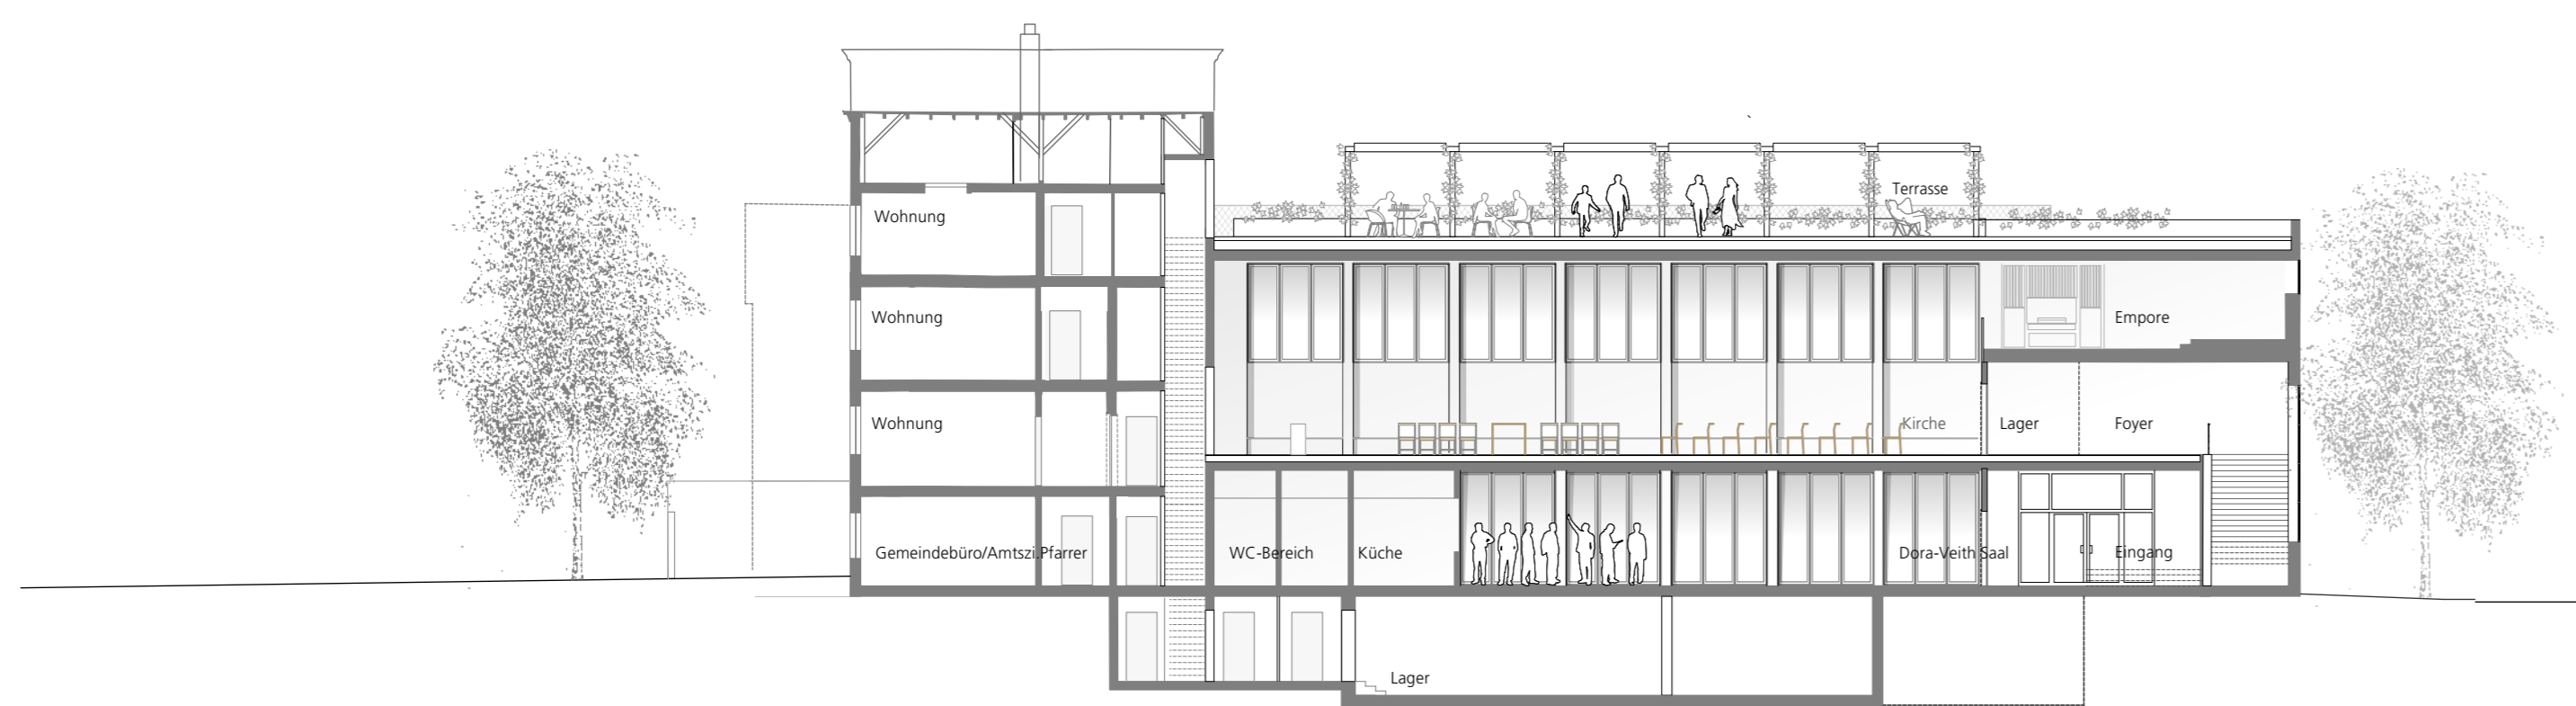 Terrasse
Wohnung
Wohnung
Empore
Wohnung
Kirche
Lager
Foyer
Gemeindebüro/Amtszi.Pfarrer
WC-Bereich
Küche
Dora-Veith Saal
Eingang
Lager